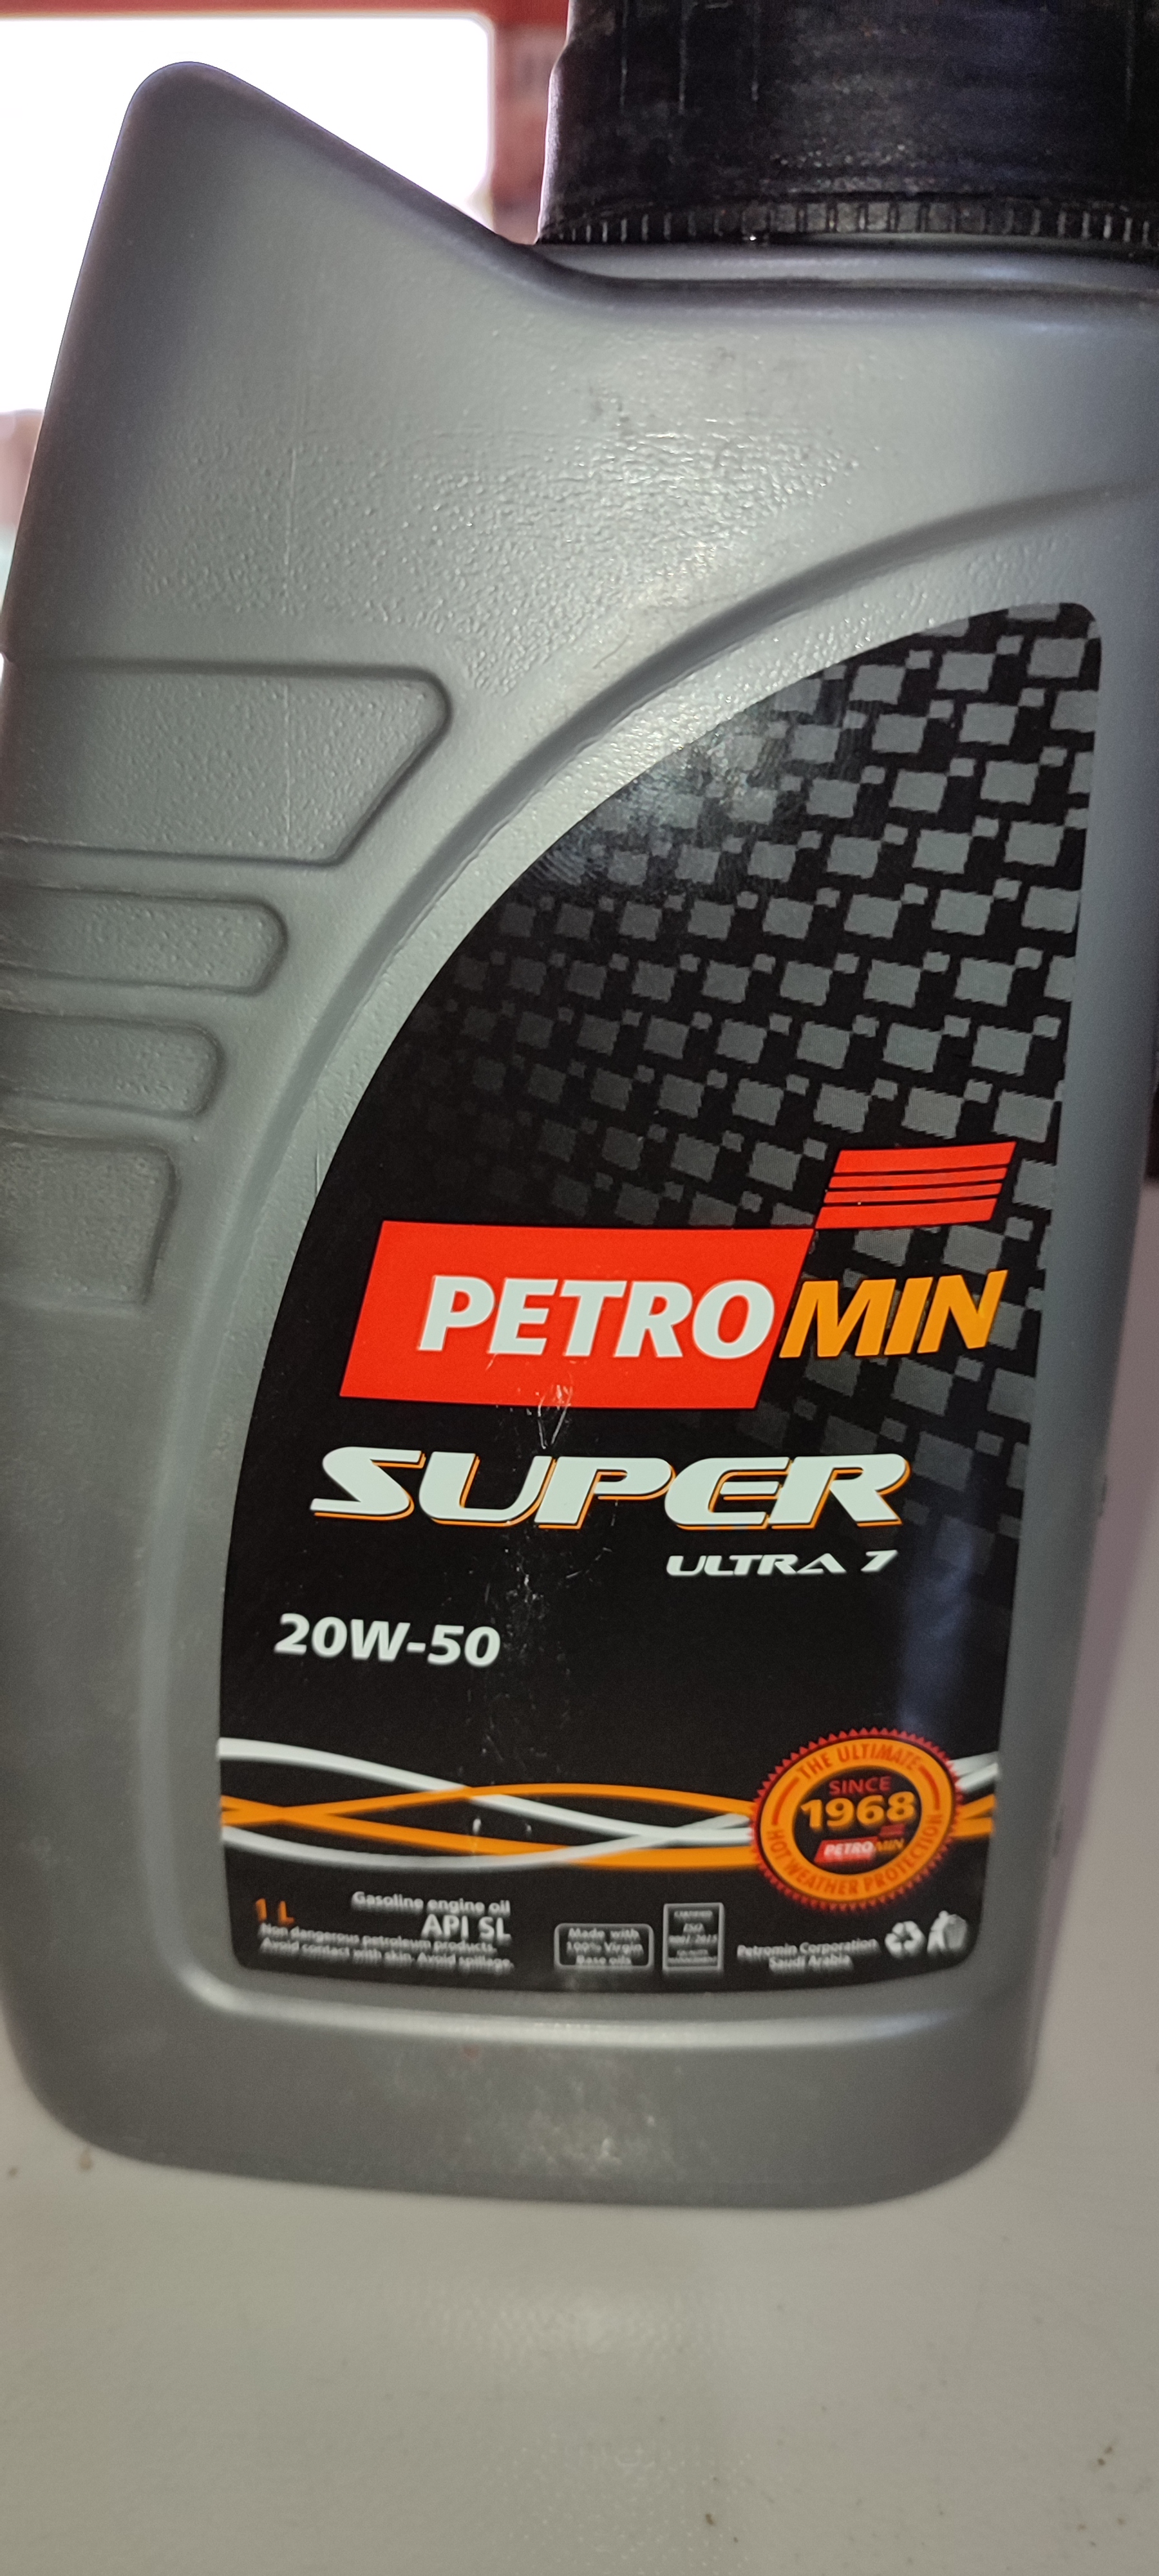 PETROMIN
SUPER
ULTRA 7
20W-50
THE ULTIMATE
SINCE
1968
PETROMIN
HOT WEATHER PROTECTION
1 L
Gasoline engine oil
API SL
Non dangerous petroleum products.
Avoid contact with skin. Avoid spillage.
Made with
100% Virgin
Base oils
CERTIFIED
ISO
Petromin Corporation
Saudi Arabia